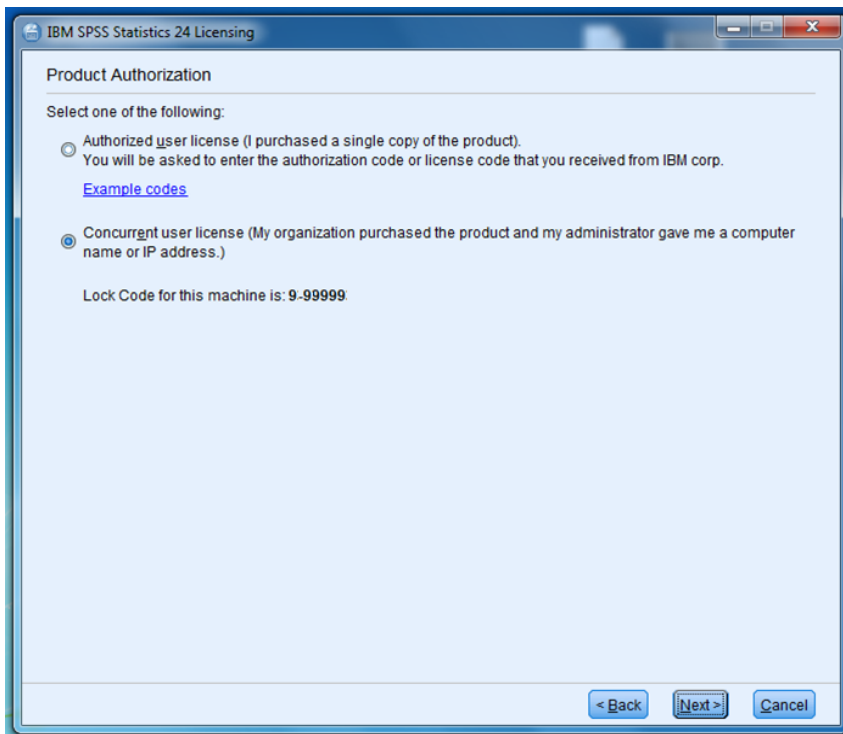 IBM SPSS Statistics 24 Licensing
Product Authorization
Select one of the following:
Authorized user license (I purchased a single copy of the product).
You will be asked to enter the authorization code or license code that you received from IBM corp.
Example codes
Concurrent user license (My organization purchased the product and my administrator gave me a computer
name or IP address.)
Lock Code for this machine is: 9-99999
< Back Next > Cancel